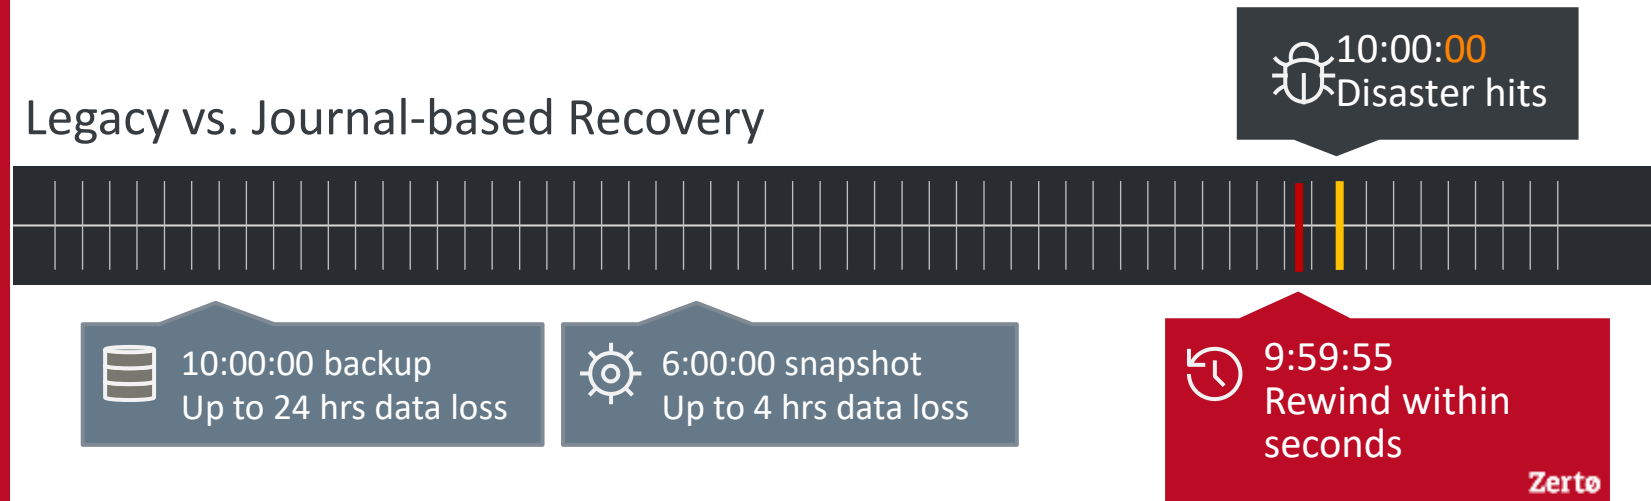 10:00:00
Disaster hits
Legacy vs. Journal-based Recovery
10:00:00 backup
Up to 24 hrs data loss
6:00:00 snapshot
Up to 4 hrs data loss
9:59:55
Rewind within
seconds
Zerto